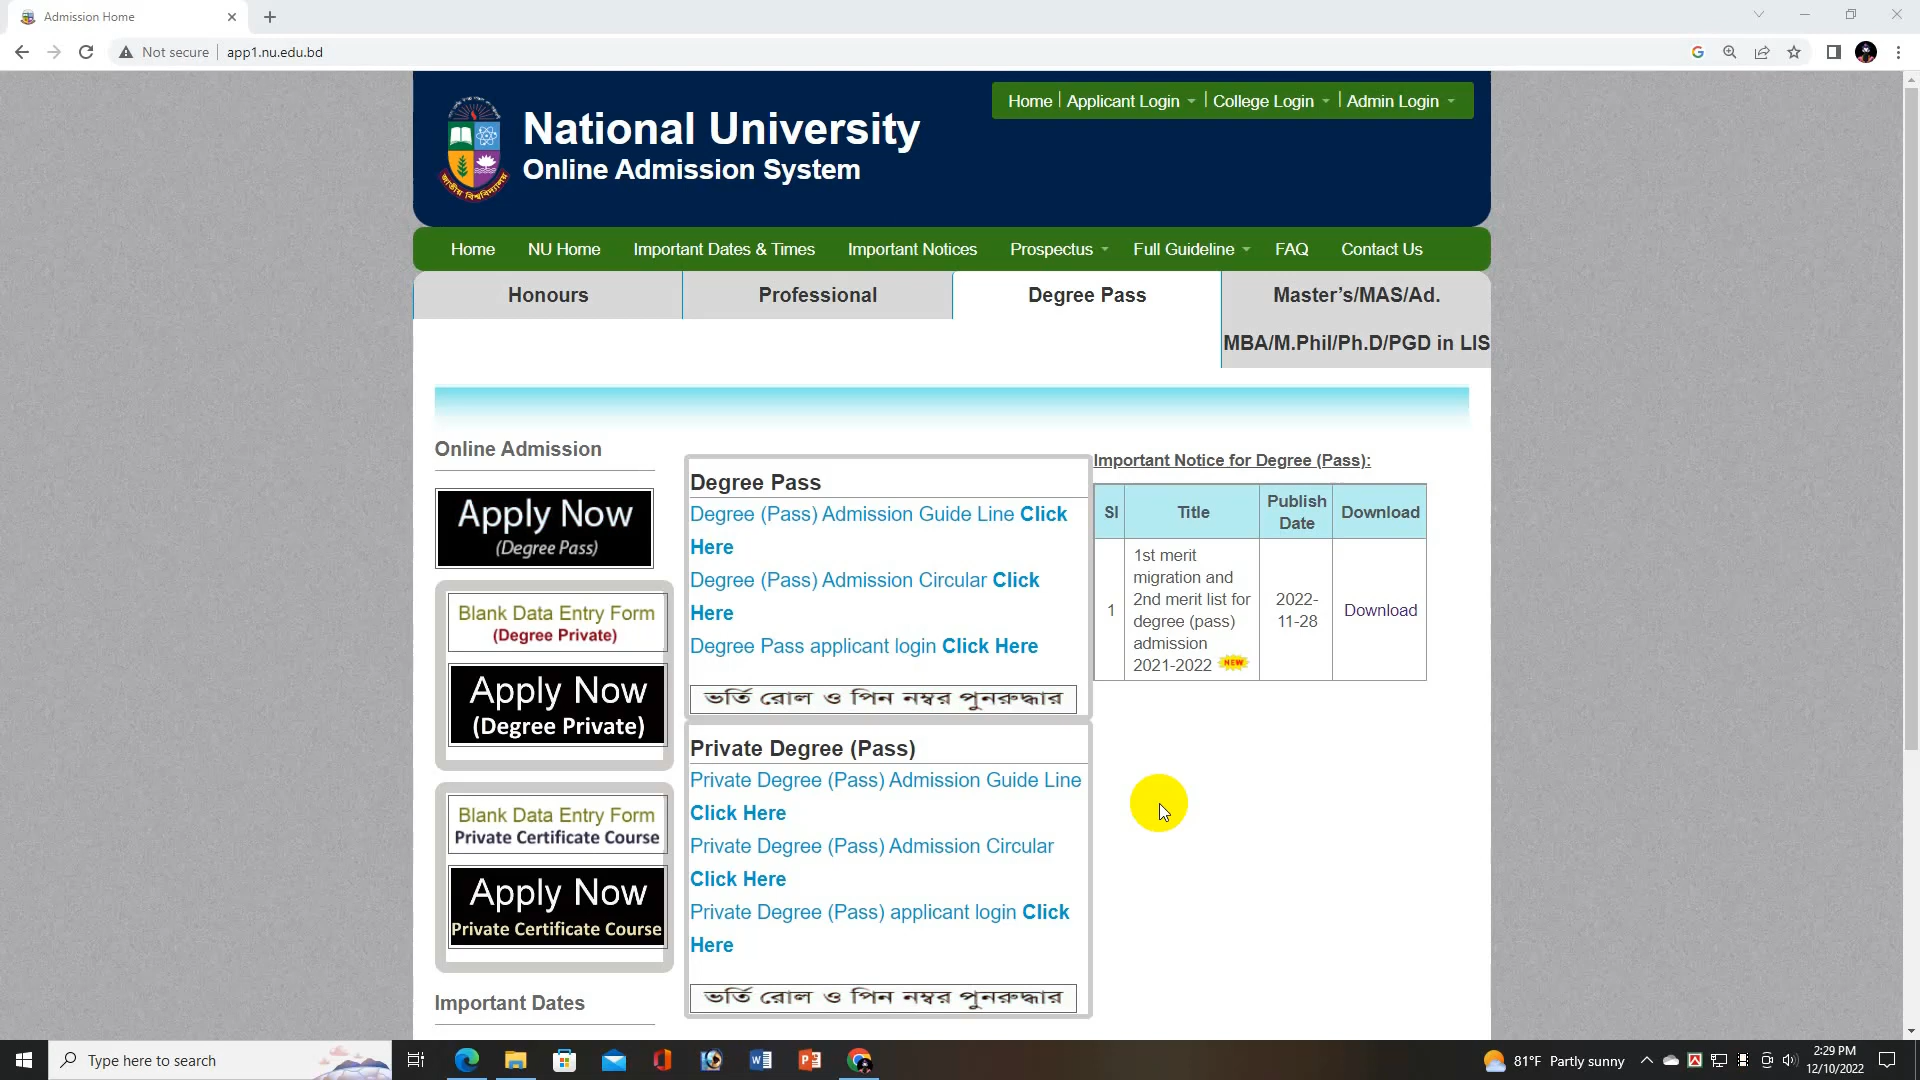 Admission Home
Not secure
app1.nu.edu.bd
Home
Applicant Login
College Login
Admin Login
National University
Online Admission System
জাতীয় বিশ্ববিদ্যালয়
Home
NU Home
Important Dates & Times
Important Notices
Prospectus
Full Guideline
FAQ
Contact Us
Honours
Professional
Degree Pass
Master’s/MAS/Ad.
MBA/M.Phil/Ph.D/PGD in LIS
Online Admission
Apply Now
(Degree Pass)
Blank Data Entry Form
(Degree Private)
Apply Now
(Degree Private)
Blank Data Entry Form
Private Certificate Course
Apply Now
Private Certificate Course
Important Dates
Degree Pass
Degree (Pass) Admission Guide Line Click
Here
Degree (Pass) Admission Circular Click
Here
Degree Pass applicant login Click Here
ভর্তি রোল ও পিন নম্বর পুনরুদ্ধার
Private Degree (Pass)
Private Degree (Pass) Admission Guide Line
Click Here
Private Degree (Pass) Admission Circular
Click Here
Private Degree (Pass) applicant login Click
Here
ভর্তি রোল ও পিন নম্বর পুনরুদ্ধার
Important Notice for Degree (Pass):
Sl
Title
Publish
Date
Download
1
1st merit
migration and
2nd merit list for
degree (pass)
admission
2021-2022 NEW
2022-
11-28
Download
Type here to search
81°F Partly sunny
2:29 PM
12/10/2022